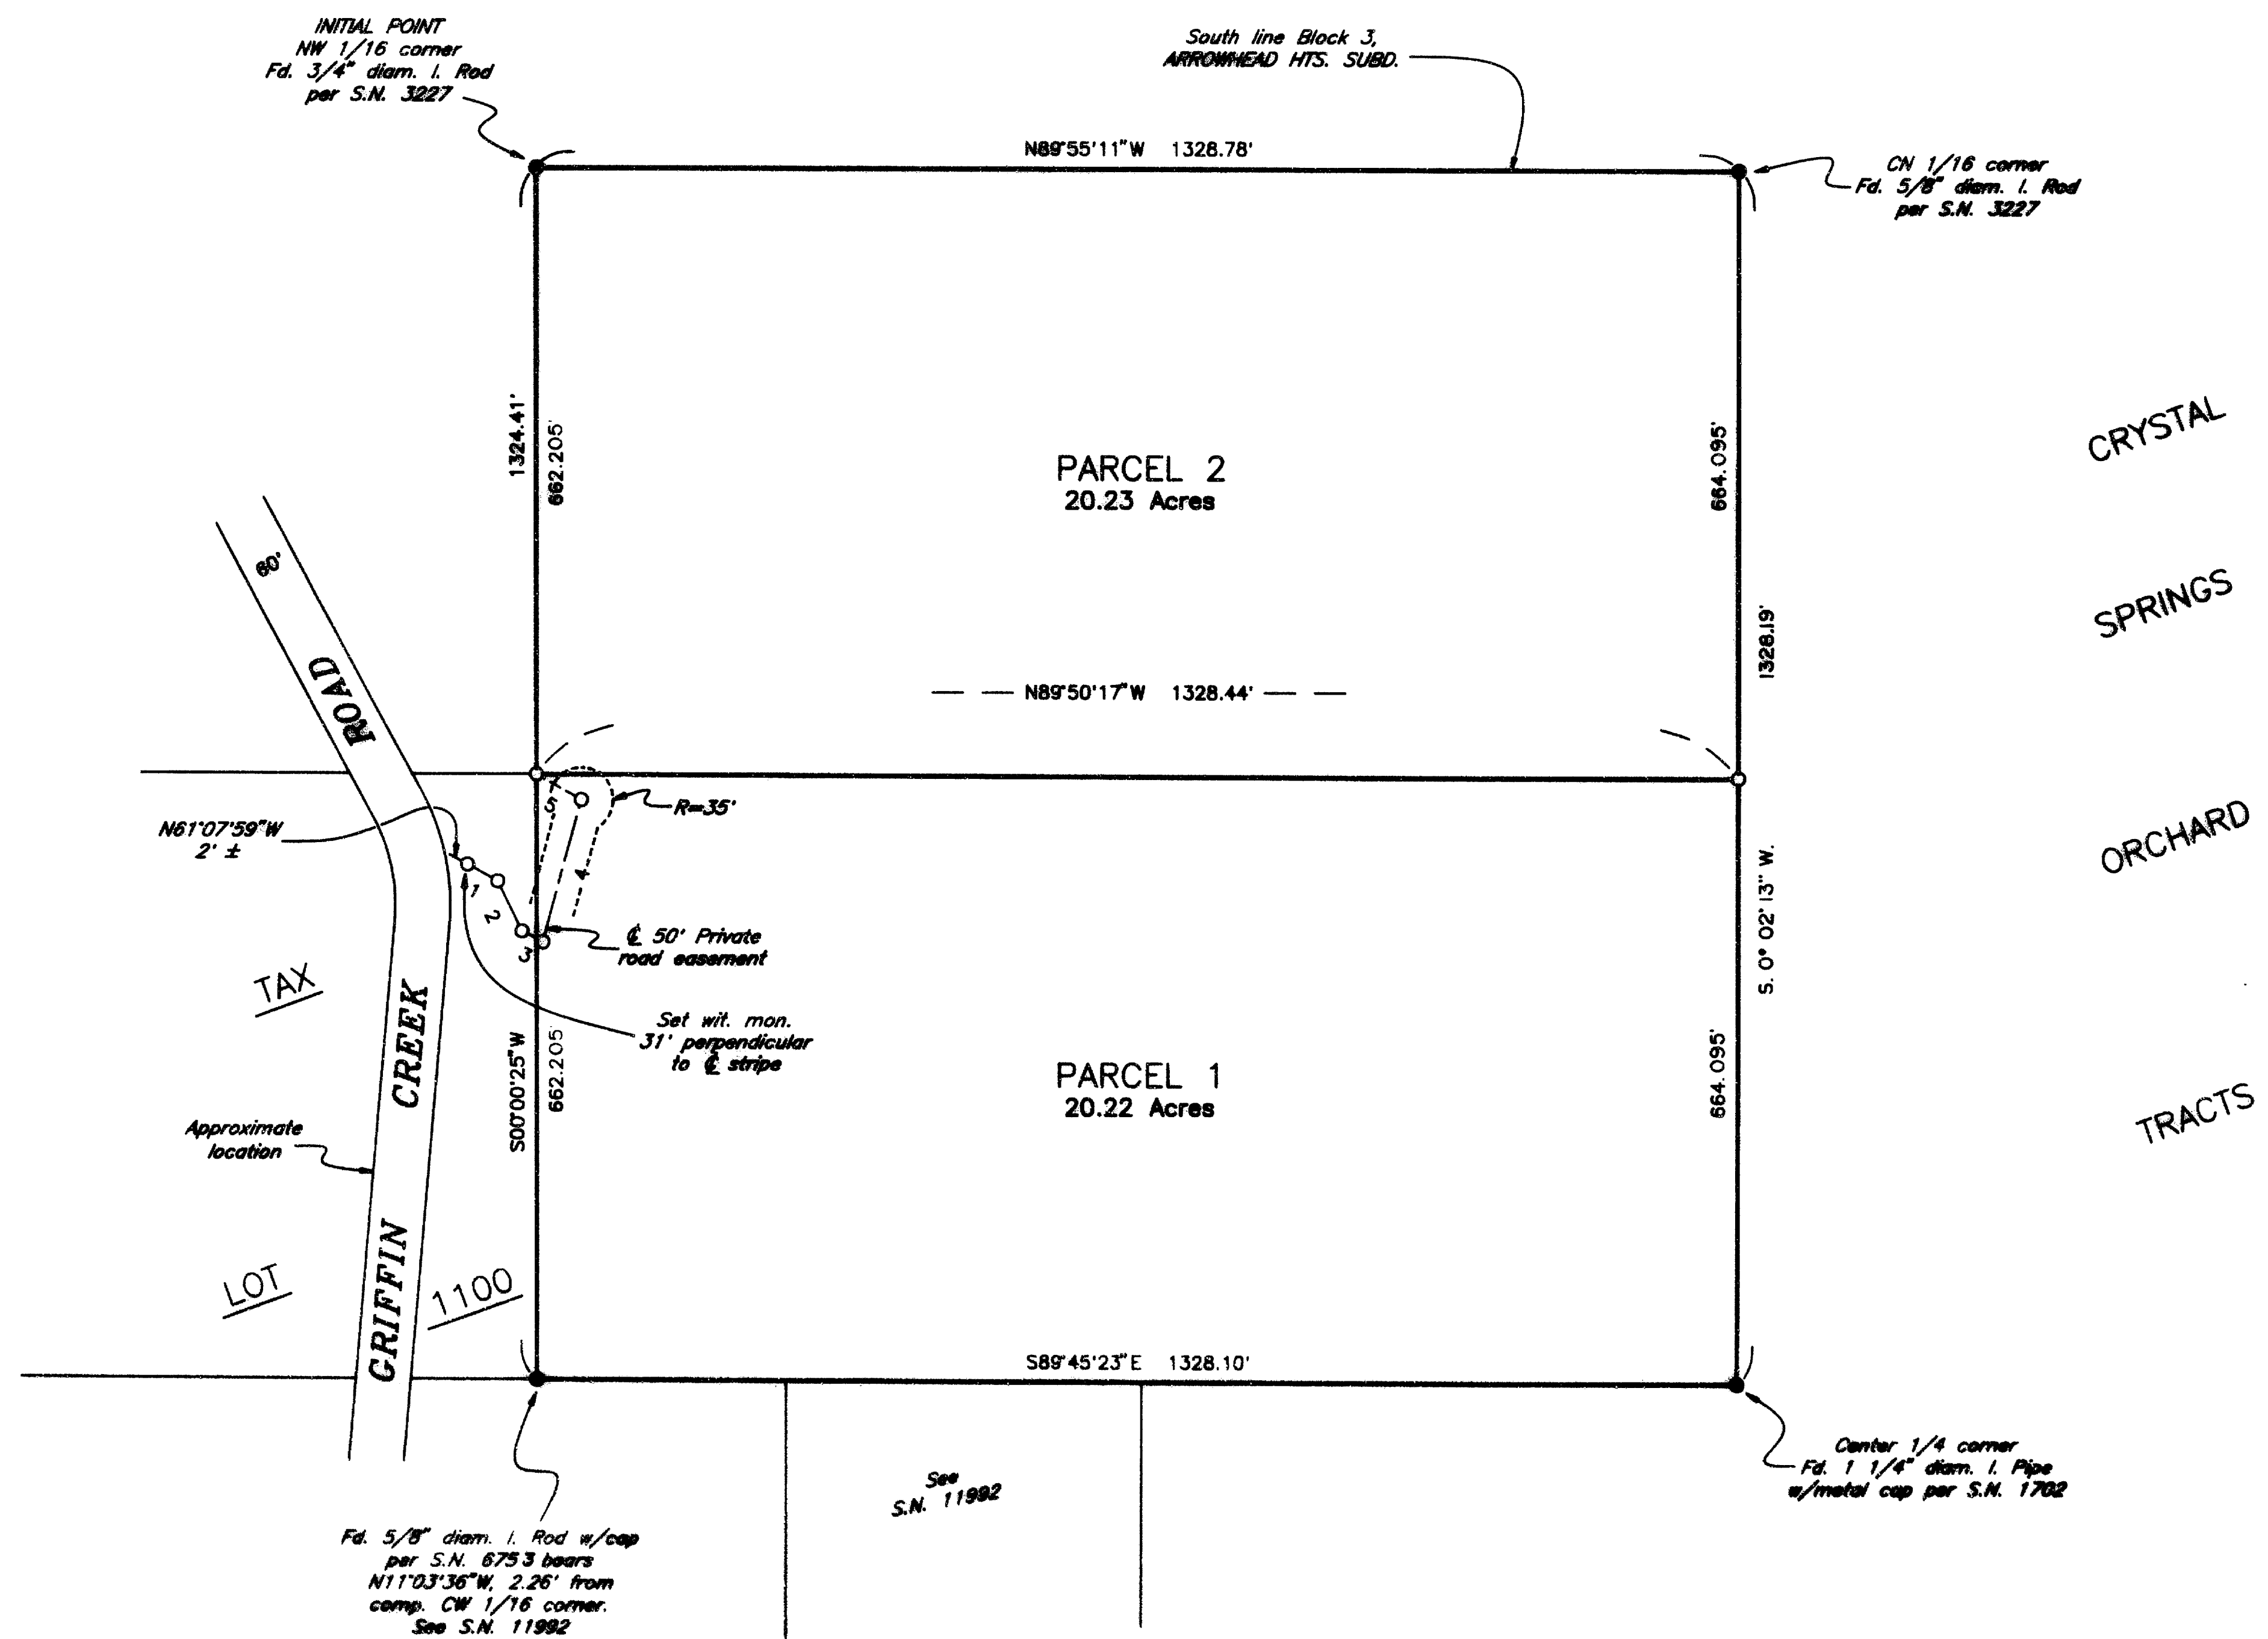 INITIAL POINT
NW 1/16 corner
Fd. 3/4" diam. I. Rod
per S.N. 3227
South line Block 3,
ARROWHEAD HTS. SUBD.
N89°55'11"W 1328.78'
CN 1/16 corner
Fd. 5/8" diam. I. Rod
per S.N. 3227
1324.41'
662.205'
PARCEL 2
20.23 Acres
664.095'
CRYSTAL
SPRINGS
ORCHARD
TRACTS
60'
ROAD
1328.19'
N89°50'17"W 1328.44'
5
R=35'
N61°07'59"W
2' ±
1
2
3
4
℄ 50' Private
road easement
S. 0° 02' 13" W.
TAX
CREEK
Set wit. mon.
31' perpendicular
to ℄ stripe
S00°00'25"W
662.205
PARCEL 1
20.22 Acres
664.095'
Approximate
location
LOT
GRIFFIN
1100
S89°45'23"E 1328.10'
See
S.N. 11992
Center 1/4 corner
Fd. 1 1/4" diam. I. Pipe
w/metal cap per S.N. 1702
Fd. 5/8" diam. I. Rod w/cap
per S.N. 6753 bears
N11°03'36"W, 2.26' from
comp. CW 1/16 corner.
See S.N. 11992